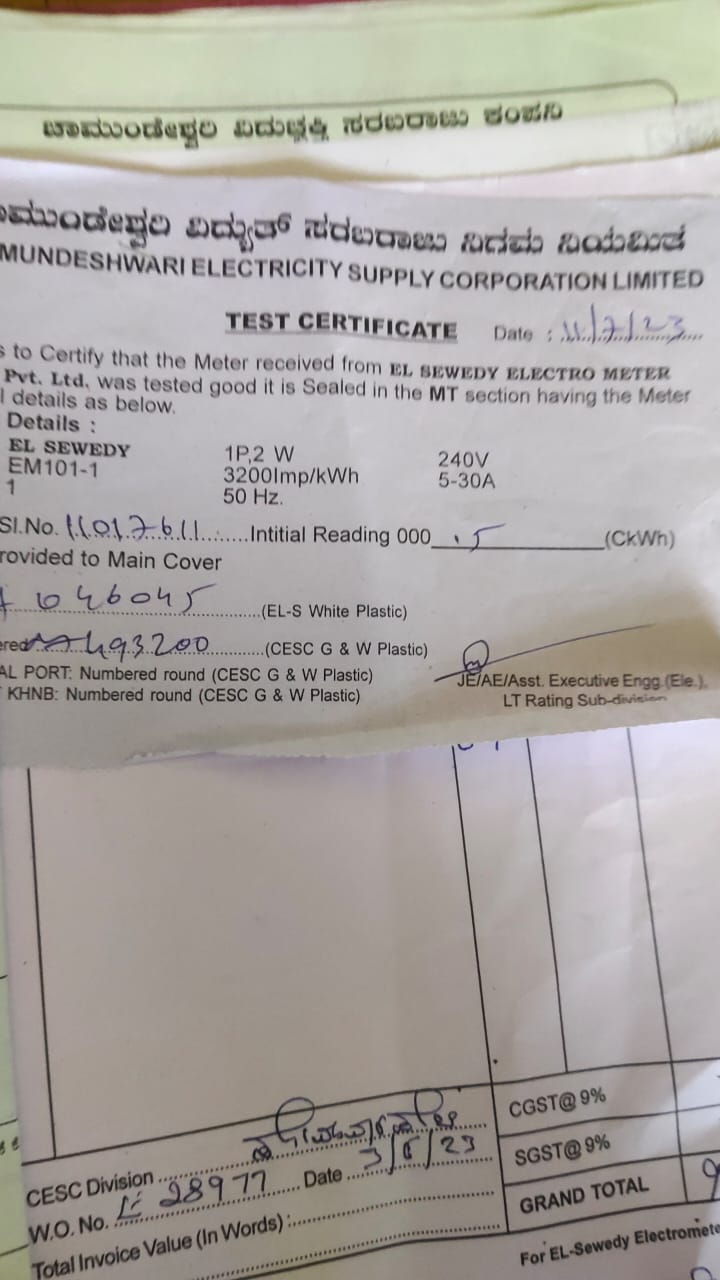 ಚಾಮುಂಡೇಶ್ವರಿ ವಿದ್ಯುಚ್ಛಕ್ತಿ ಸರಬರಾಜು ಕಂಪನಿ
ಾಮುಂಡೇಶ್ವರಿ ವಿದ್ಯುತ್ ಸರಬರಾಜು ನಿಗಮ ನಿಯಮಿತ
MUNDESHWARI ELECTRICITY SUPPLY CORPORATION LIMITED
TEST CERTIFICATE Date : 11/7/23
s to Certify that the Meter received from EL SEWEDY ELECTRO METER
Pvt. Ltd, was tested good it is Sealed in the MT section having the Meter
l details as below.
Details :
EL SEWEDY 1P,2 W 240V
EM101-1 3200Imp/kWh 5-30A
1 50 Hz.
Sl.No. 11017611 Intitial Reading 000 .5 (CkWh)
rovided to Main Cover
646045 (EL-S White Plastic)
ered 493200 (CESC G & W Plastic)
AL PORT: Numbered round (CESC G & W Plastic)
KHNB: Numbered round (CESC G & W Plastic)
JE/AE/Asst. Executive Engg.(Ele.),
LT Rating Sub-division
CGST@ 9%
SGST@ 9%
GRAND TOTAL
CESC Division
W.O. No. 28977 Date 3/6/23
Total Invoice Value (In Words) :
For EL-Sewedy Electromete